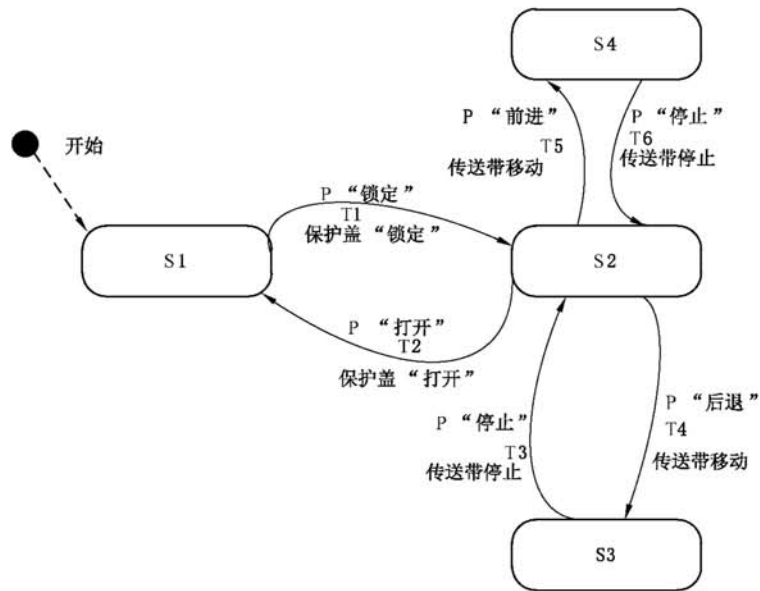 S4
P “前进”
T5
传送带移动
P “停止”
T6
传送带停止
开始
P “锁定”
T1
保护盖“锁定”
S1
S2
P “打开”
T2
保护盖“打开”
P “停止”
T3
传送带停止
P “后退”
T4
传送带移动
S3